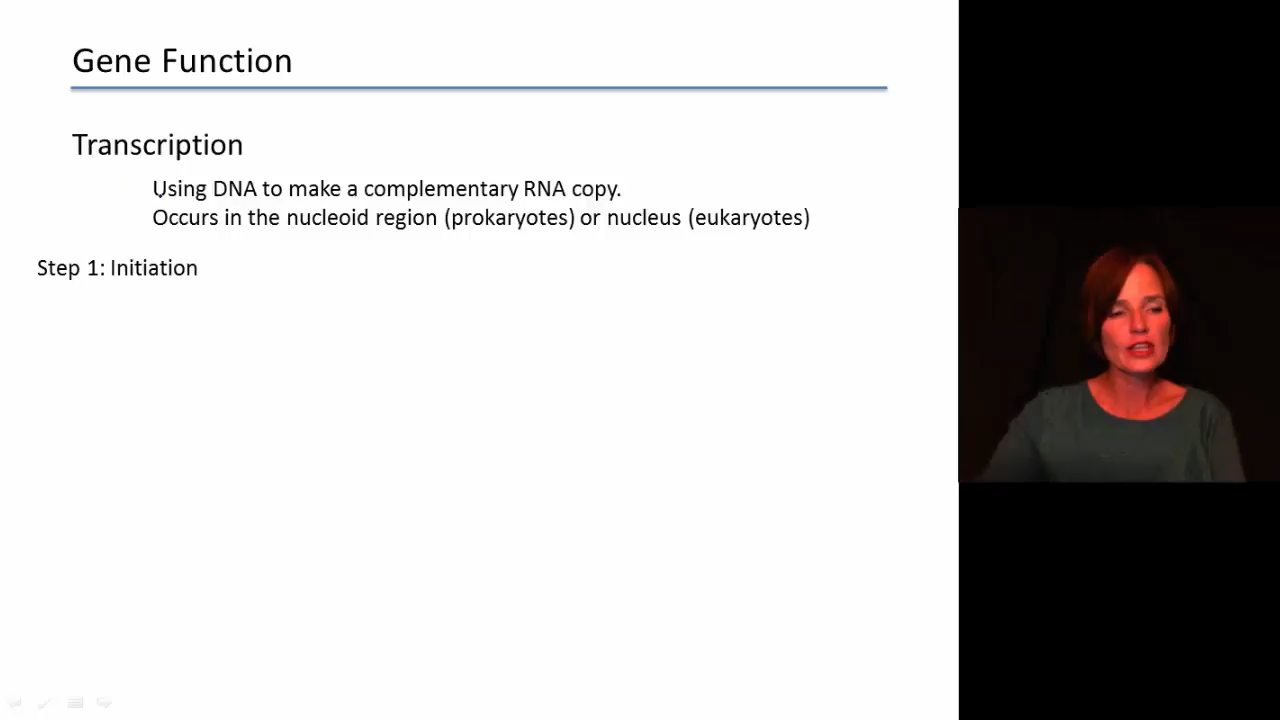 Gene Function
Transcription
Using DNA to make a complementary RNA copy.
Occurs in the nucleoid region (prokaryotes) or nucleus (eukaryotes)
Step 1: Initiation